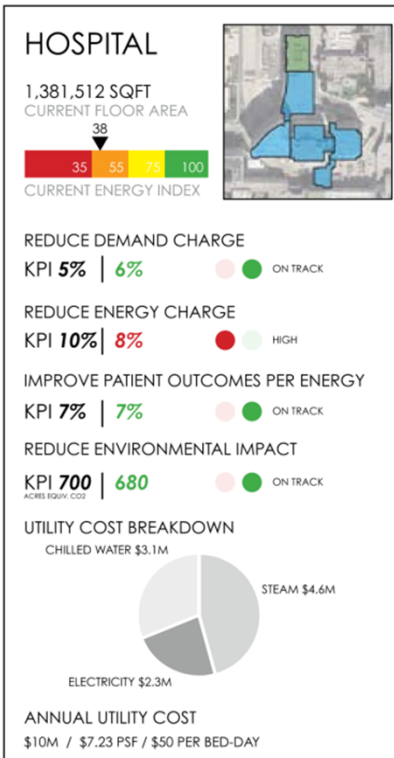 HOSPITAL
1,381,512 SQFT
CURRENT FLOOR AREA
38
35 55 75 100
CURRENT ENERGY INDEX
REDUCE DEMAND CHARGE
KPI 5% | 6% ON TRACK
REDUCE ENERGY CHARGE
KPI 10% | 8% HIGH
IMPROVE PATIENT OUTCOMES PER ENERGY
KPI 7% | 7% ON TRACK
REDUCE ENVIRONMENTAL IMPACT
KPI 700 | 680 ON TRACK
ACRES EQUIV. CO2
UTILITY COST BREAKDOWN
CHILLED WATER $3.1M
STEAM $4.6M
ELECTRICITY $2.3M
ANNUAL UTILITY COST
$10M / $7.23 PSF / $50 PER BED-DAY